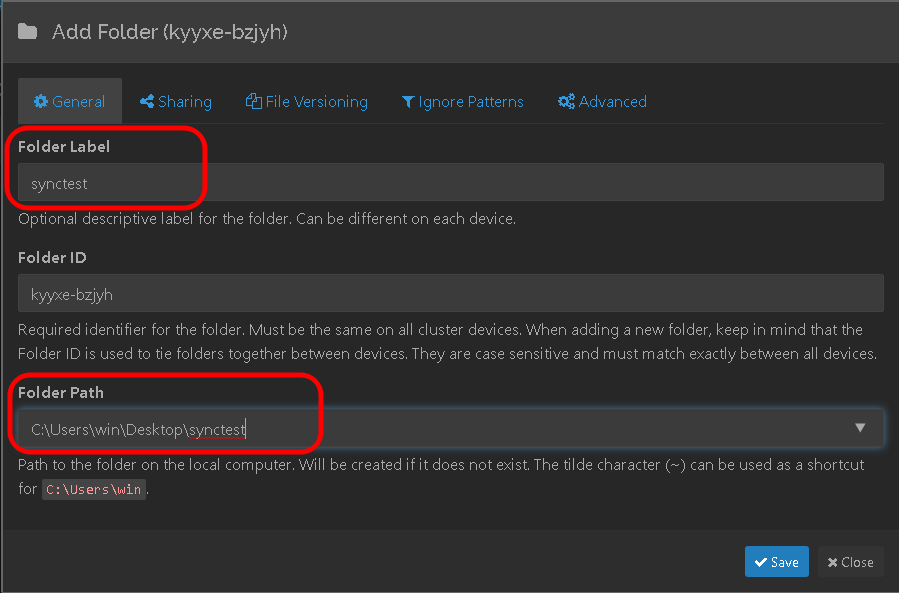 Add Folder (kyyxe-bzjyh)
General Sharing File Versioning Ignore Patterns Advanced
Folder Label
synctest
Optional descriptive label for the folder. Can be different on each device.
Folder ID
kyyxe-bzjyh
Required identifier for the folder. Must be the same on all cluster devices. When adding a new folder, keep in mind that the
Folder ID is used to tie folders together between devices. They are case sensitive and must match exactly between all devices.
Folder Path
C:\Users\win\Desktop\synctest
Path to the folder on the local computer. Will be created if it does not exist. The tilde character (~) can be used as a shortcut
for C:\Users\win.
Save Close